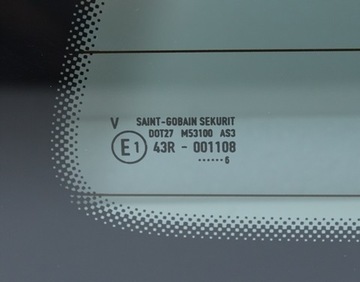 V SAINT-GOBAIN SEKURIT
DOT27 M53100 AS3
E1 43R - 001108
······6